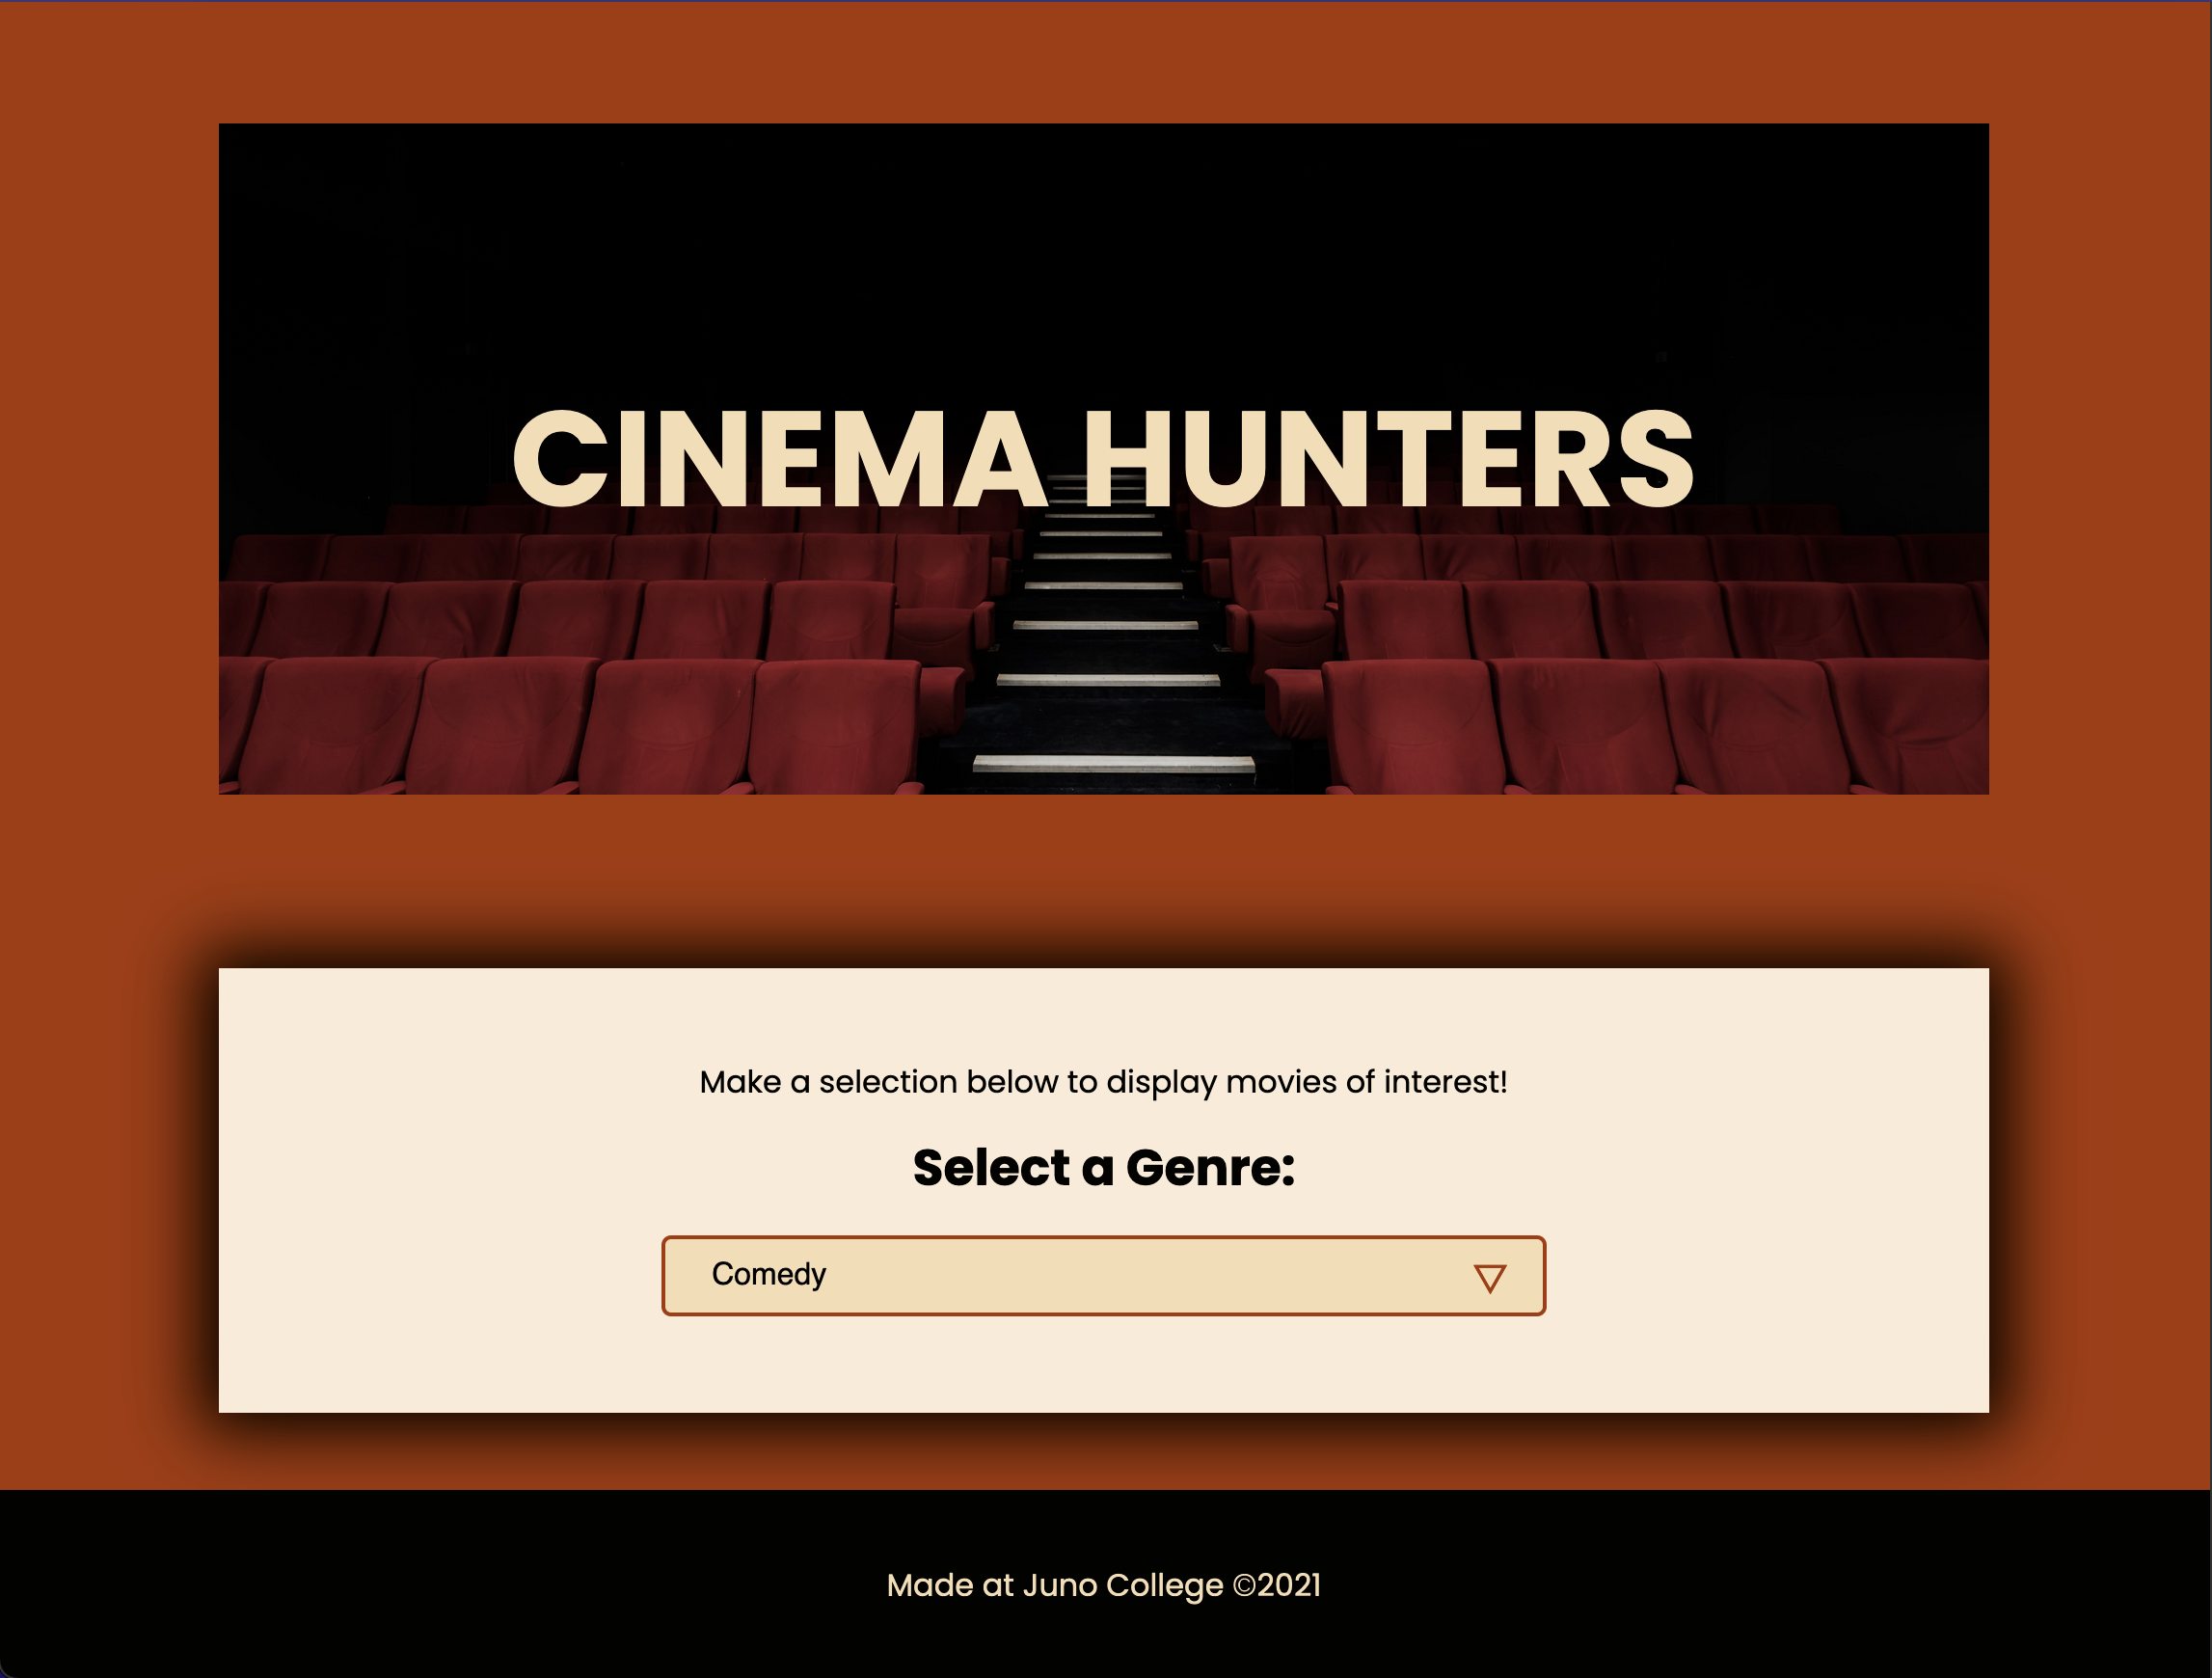 CINEMA HUNTERS
Make a selection below to display movies of interest!
Select a Genre:
Comedy
Made at Juno College ©2021